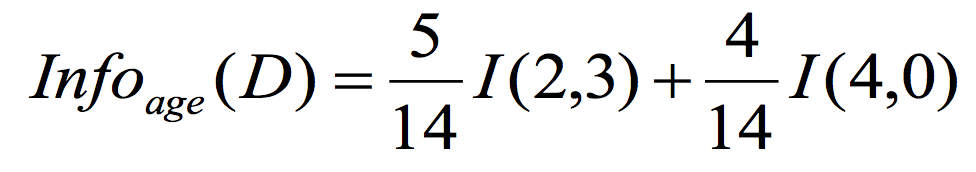 Info_age(D) = 5/14 I(2,3) + 4/14 I(4,0)